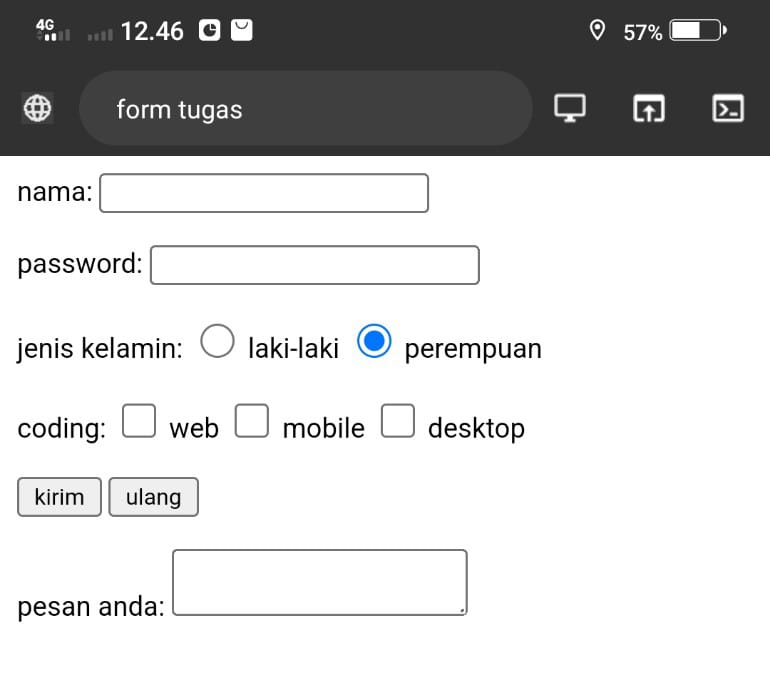 4G 12.46 57%
form tugas
nama:
password:
jenis kelamin: laki-laki perempuan
coding: web mobile desktop
kirim ulang
pesan anda: